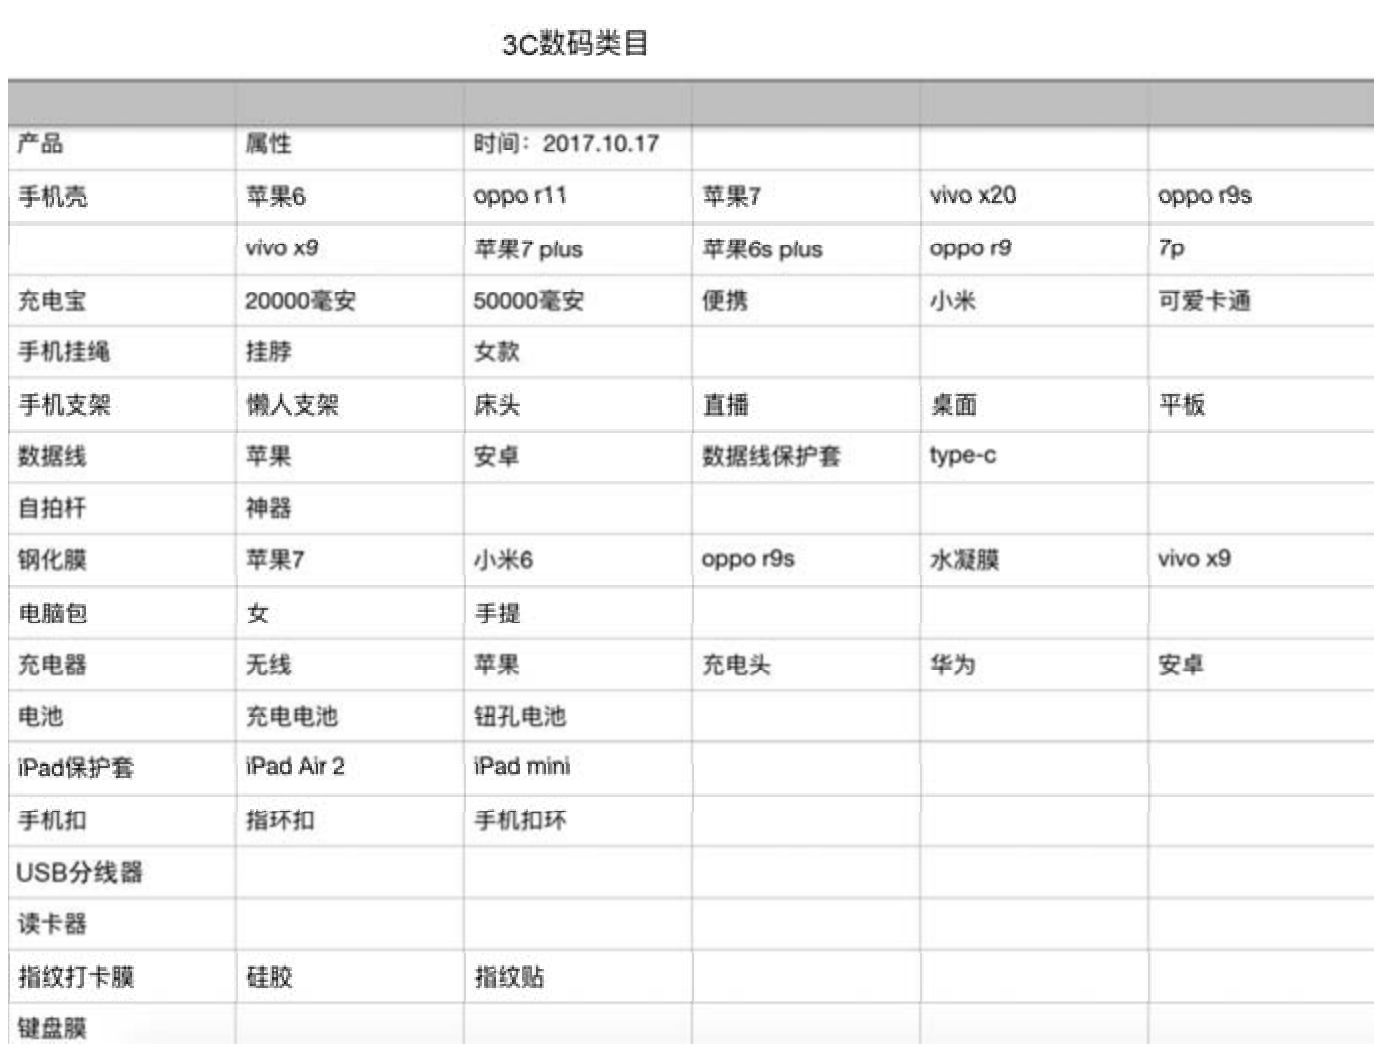 3C数码类目
产品 属性 时间：2017.10.17
手机壳 苹果6 oppo r11 苹果7 vivo x20 oppo r9s
vivo x9 苹果7 plus 苹果6s plus oppo r9 7p
充电宝 20000毫安 50000毫安 便携 小米 可爱卡通
手机挂绳 挂脖 女款
手机支架 懒人支架 床头 直播 桌面 平板
数据线 苹果 安卓 数据线保护套 type-c
自拍杆 神器
钢化膜 苹果7 小米6 oppo r9s 水凝膜 vivo x9
电脑包 女 手提
充电器 无线 苹果 充电头 华为 安卓
电池 充电电池 钮孔电池
iPad保护套 iPad Air 2 iPad mini
手机扣 指环扣 手机扣环
USB分线器
读卡器
指纹打卡膜 硅胶 指纹贴
键盘膜